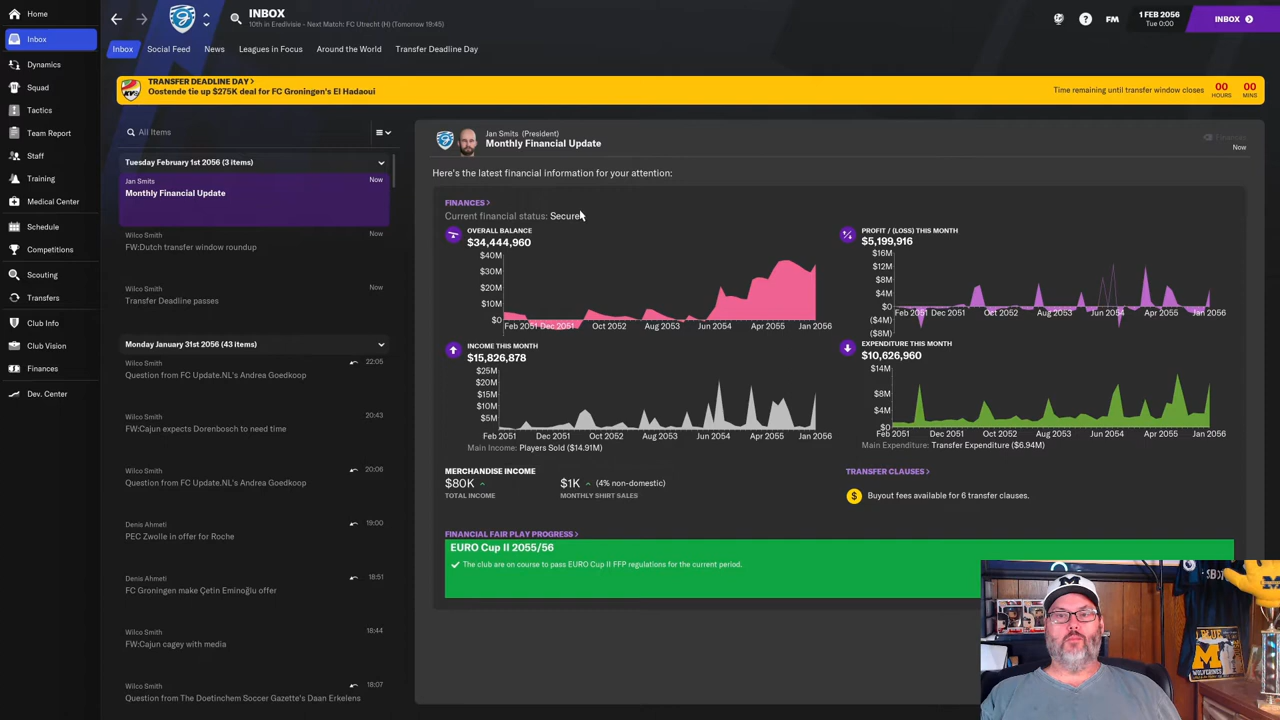 Home
INBOX
10th in Eredivisie - Next Match: FC Utrecht (H) (Tomorrow 19:45)
FM
1 FEB 2056
Tue 0:00
INBOX
Inbox
Inbox
Social Feed
News
Leagues in Focus
Around the World
Transfer Deadline Day
Dynamics
Squad
Tactics
Team Report
Staff
Training
Medical Center
Schedule
Competitions
Scouting
Transfers
Club Info
Club Vision
Finances
Dev. Center
TRANSFER DEADLINE DAY >
Oostende tie up $275K deal for FC Groningen's El Hadaoui
Time remaining until transfer window closes
00
HOURS
00
MINS
All Items
Tuesday February 1st 2056 (3 items)
Jan Smits
Now
Monthly Financial Update
Wilco Smith
Now
FW:Dutch transfer window roundup
Wilco Smith
Now
Transfer Deadline passes
Monday January 31st 2056 (43 items)
Wilco Smith
22:05
Question from FC Update.NL's Andrea Goedkoop
Wilco Smith
20:43
FW:Cajun expects Dorenbosch to need time
Wilco Smith
20:06
Question from FC Update.NL's Andrea Goedkoop
Denis Ahmeti
19:00
PEC Zwolle in offer for Roche
Denis Ahmeti
18:51
FC Groningen make Çetin Eminoğlu offer
Wilco Smith
18:44
FW:Cajun cagey with media
Wilco Smith
18:07
Question from The Doetinchem Soccer Gazette's Daan Erkelens
Jan Smits (President)
Monthly Financial Update
Finances
Now
Here's the latest financial information for your attention:
FINANCES >
Current financial status: Secure
OVERALL BALANCE
$34,444,960
$40M
$30M
$20M
$10M
$0
Feb 2051 Dec 2051 Oct 2052 Aug 2053 Jun 2054 Apr 2055 Jan 2056
PROFIT / (LOSS) THIS MONTH
$5,199,916
$16M
$12M
$8M
$4M
$0
($4M)
($8M)
Feb 2051 Dec 2051 Oct 2052 Aug 2053 Jun 2054 Apr 2055 Jan 2056
INCOME THIS MONTH
$15,826,878
$25M
$20M
$15M
$10M
$5M
Feb 2051 Dec 2051 Oct 2052 Aug 2053 Jun 2054 Apr 2055 Jan 2056
Main Income: Players Sold ($14.91M)
EXPENDITURE THIS MONTH
$10,626,960
$14M
$8M
$4M
$0
Feb 2051 Dec 2051 Oct 2052 Aug 2053 Jun 2054 Apr 2055 Jan 2056
Main Expenditure: Transfer Expenditure ($6.94M)
MERCHANDISE INCOME
$80K
TOTAL INCOME
$1K (4% non-domestic)
MONTHLY SHIRT SALES
TRANSFER CLAUSES >
$ Buyout fees available for 6 transfer clauses.
FINANCIAL FAIR PLAY PROGRESS >
EURO Cup II 2055/56
The club are on course to pass EURO Cup II FFP regulations for the current period.
M